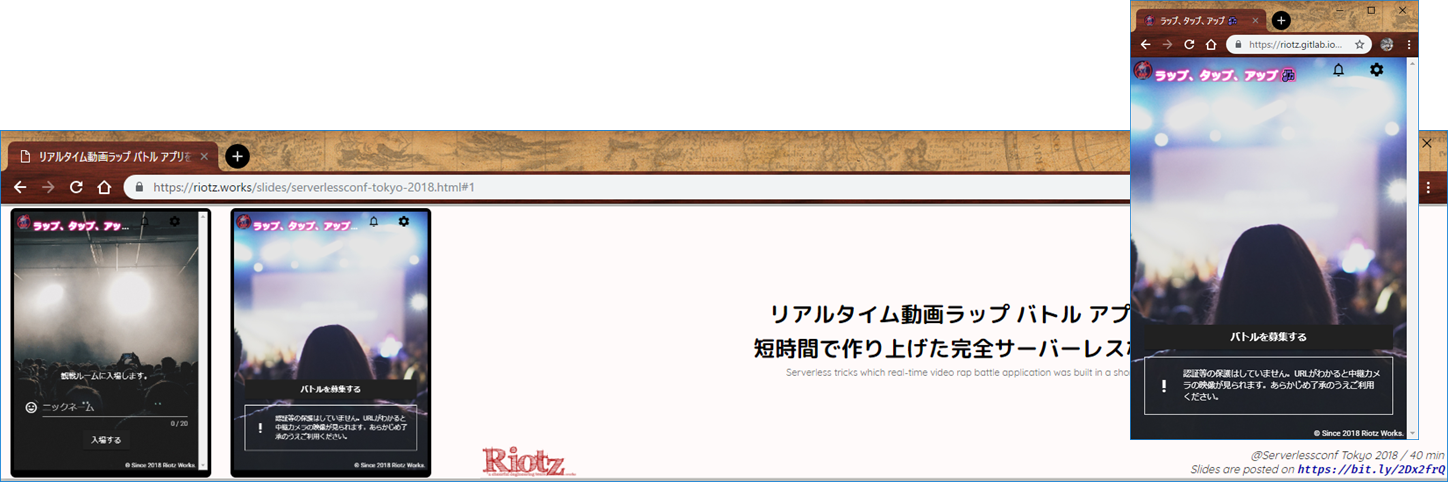 ラップ、タップ、アップ
https://riotz.gitlab.io...
ラップ、タップ、アップ
バトルを募集する
認証等の保護はしていません。URLがわかると中継カメ
ラの映像が見られます。あらかじめ了承のうえご利用
ください。
© Since 2018 Riotz Works.
リアルタイム動画ラップ バトル アプリを
https://riotz.works/slides/serverlessconf-tokyo-2018.html#1
ラップ、タップ、アッ...
観戦ルームに入場します。
ニックネーム
0 / 20
入場する
© Since 2018 Riotz Works.
ラップ、タップ、アップ...
バトルを募集する
認証等の保護はしていません。URLがわかると
中継カメラの映像が見られます。あらかじめ了
承のうえご利用ください。
© Since 2018 Riotz Works.
リアルタイム動画ラップ バトル アプ
短時間で作り上げた完全サーバーレス
Serverless tricks which real-time video rap battle application was built in a sho
Riotz
@Serverlessconf Tokyo 2018 / 40 min
Slides are posted on https://bit.ly/2Dx2frQ